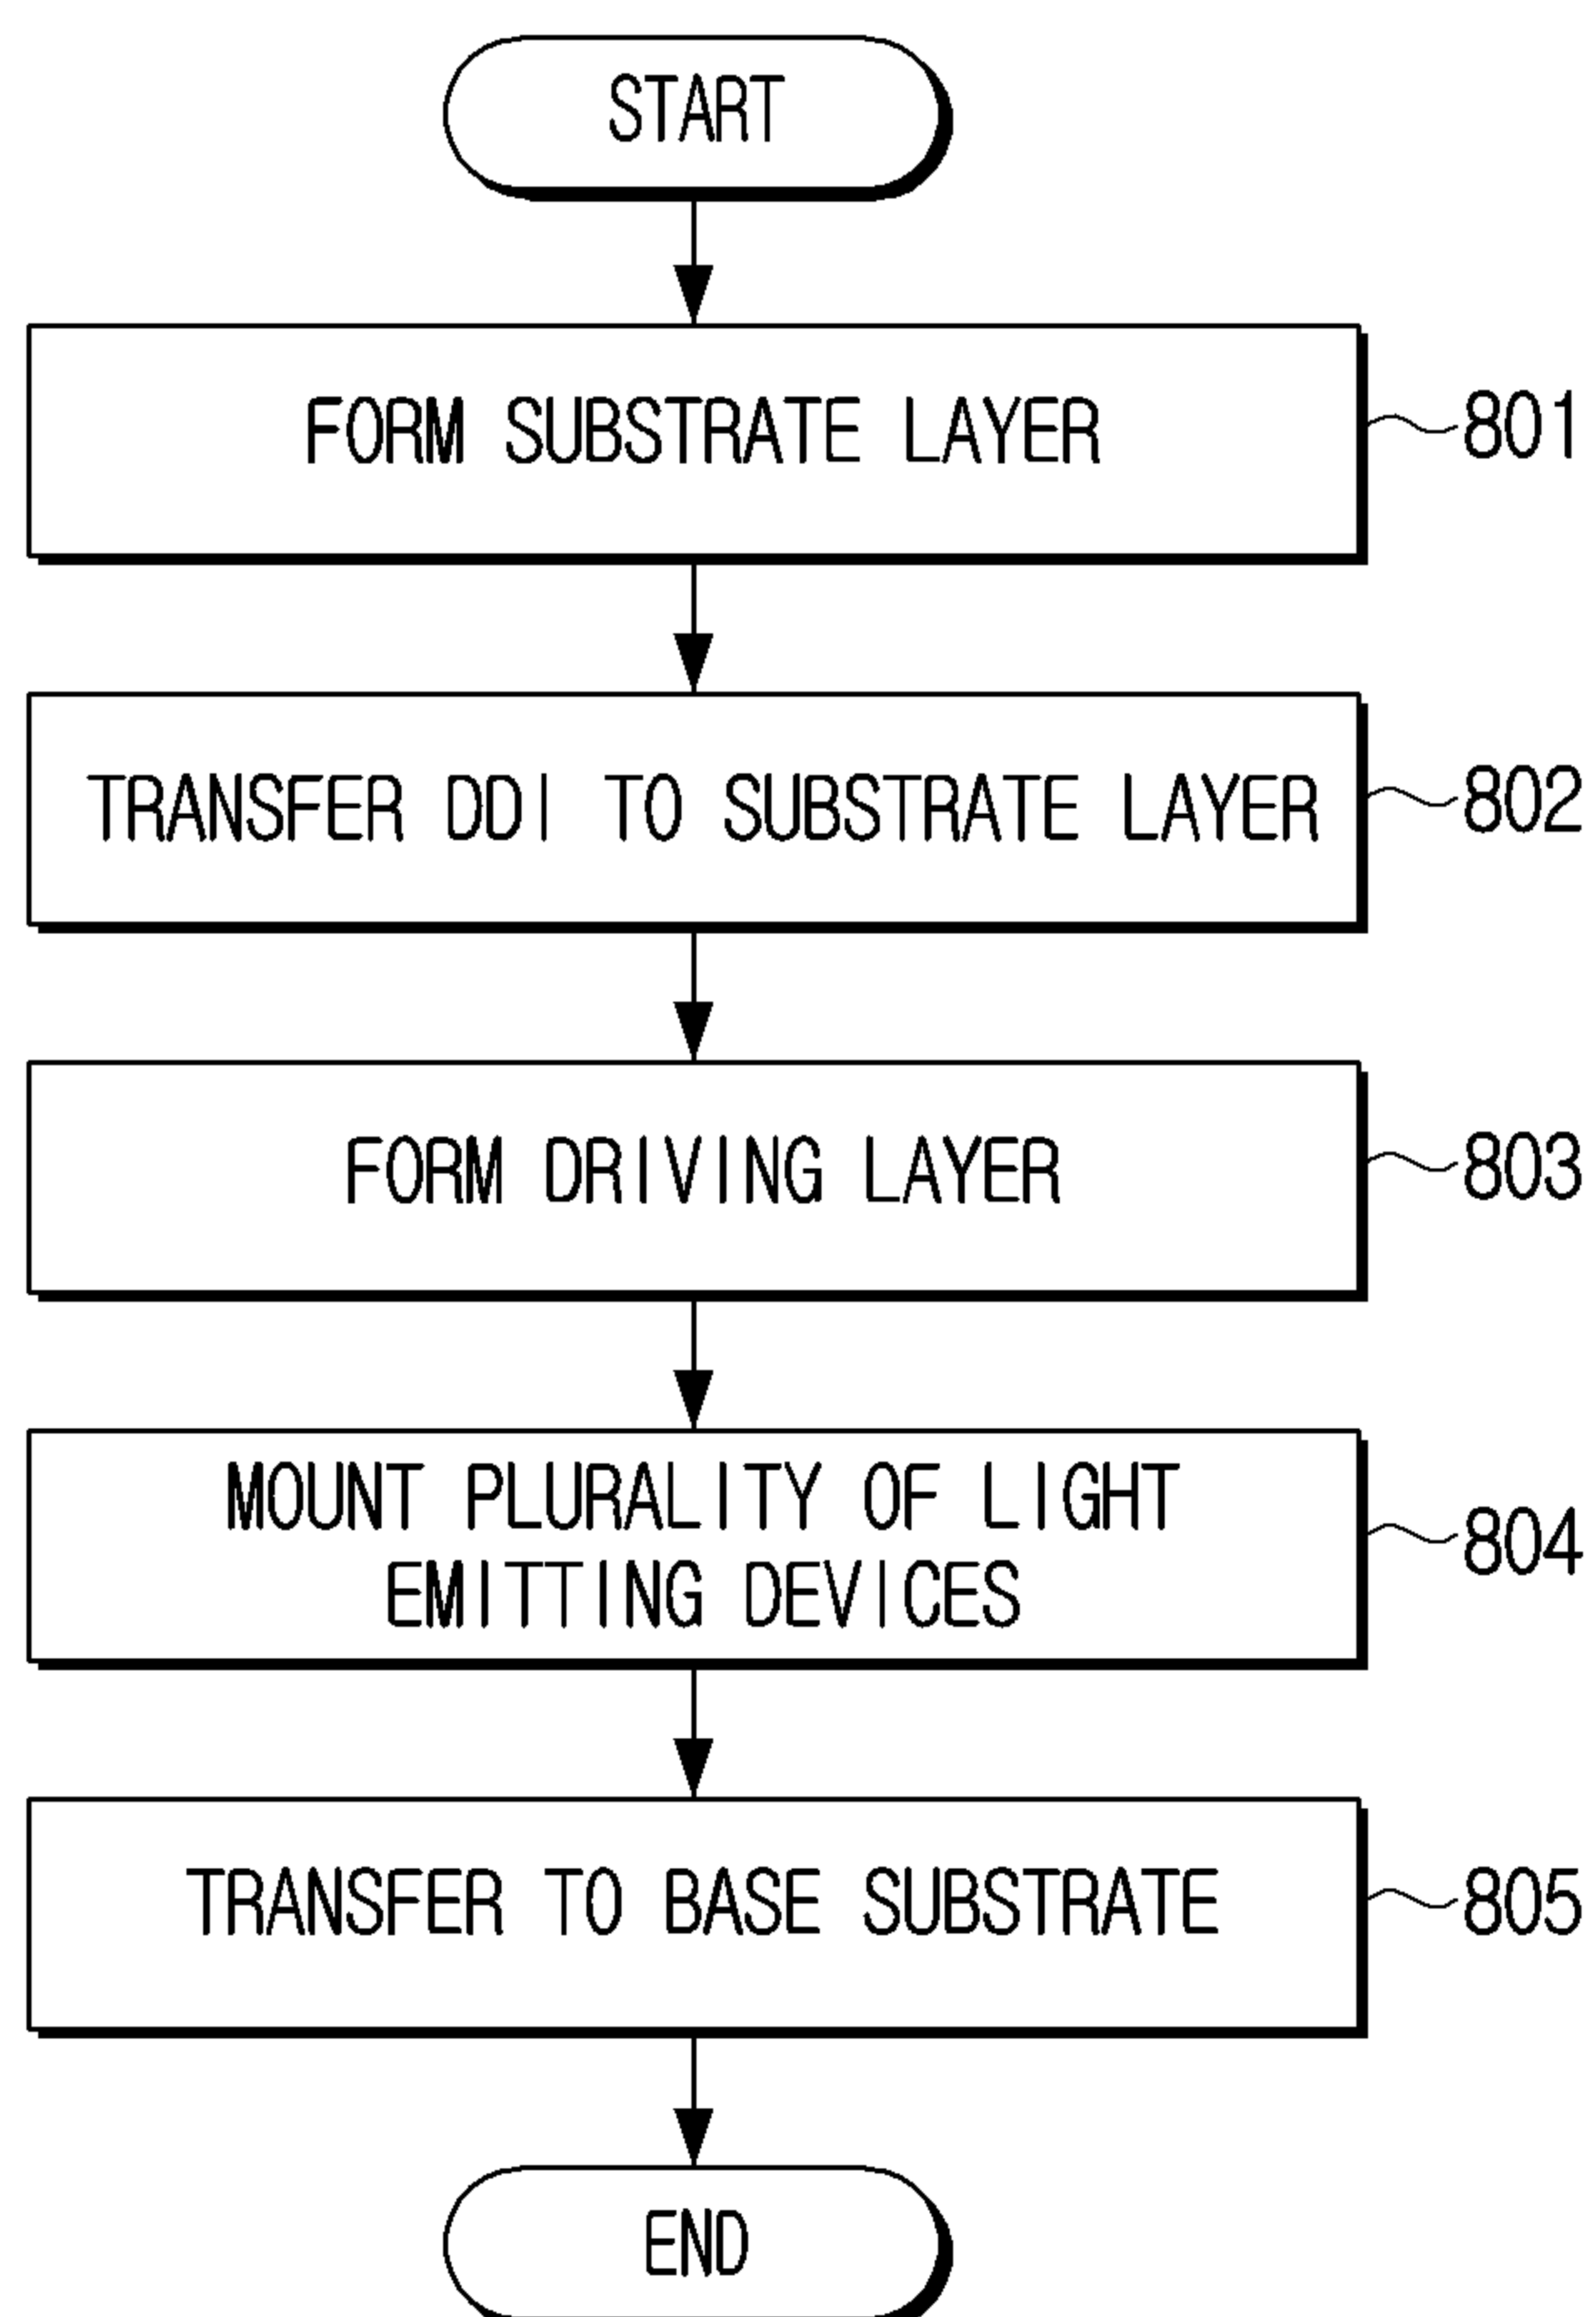 START
FORM SUBSTRATE LAYER
801
TRANSFER DDI TO SUBSTRATE LAYER
802
FORM DRIVING LAYER
803
MOUNT PLURALITY OF LIGHT
EMITTING DEVICES
804
TRANSFER TO BASE SUBSTRATE
805
END